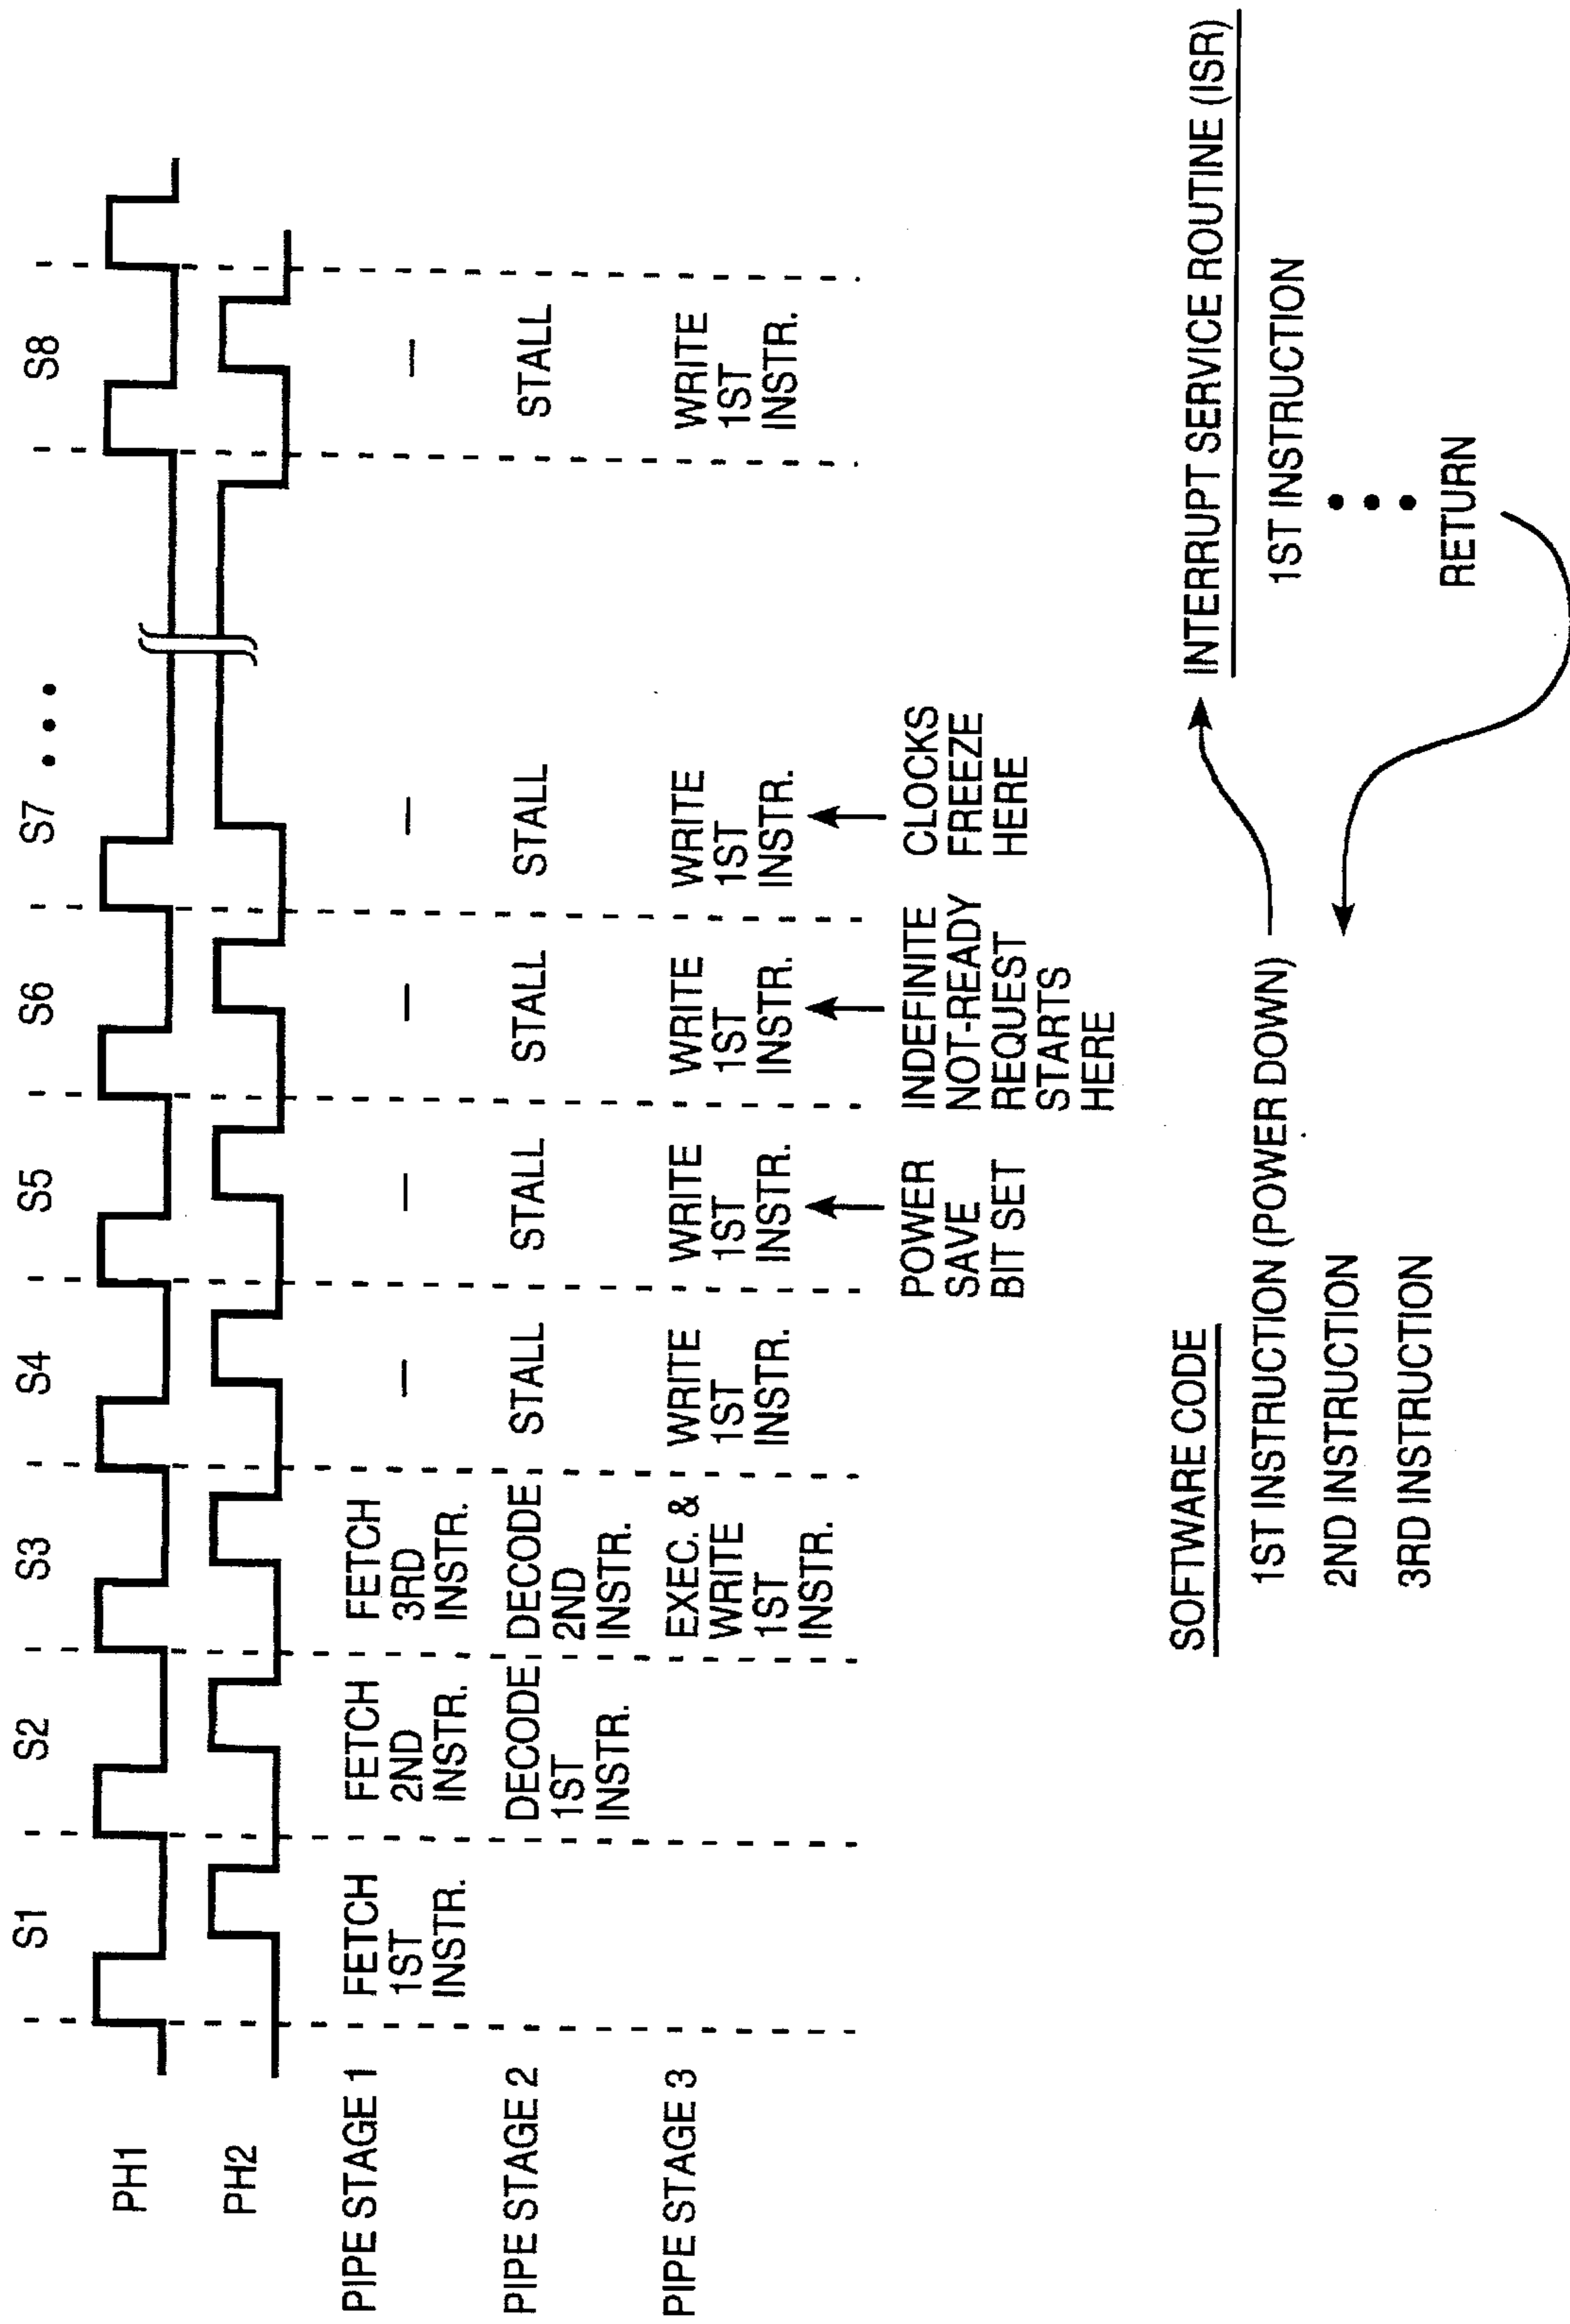 S1 S2 S3 S4 S5 S6 S7 • • • S8
PH1
PH2
PIPE STAGE 1
FETCH
1ST
INSTR.
FETCH
2ND
INSTR.
FETCH
3RD
INSTR.
–
–
–
–
–
PIPE STAGE 2
DECODE
1ST
INSTR.
DECODE
2ND
INSTR.
STALL
STALL
STALL
STALL
STALL
PIPE STAGE 3
EXEC. &
WRITE
1ST
INSTR.
WRITE
1ST
INSTR.
WRITE
1ST
INSTR.
WRITE
1ST
INSTR.
WRITE
1ST
INSTR.
WRITE
1ST
INSTR.
POWER
SAVE
BIT SET
INDEFINITE
NOT-READY
REQUEST
STARTS
HERE
CLOCKS
FREEZE
HERE
SOFTWARE CODE
1ST INSTRUCTION (POWER DOWN)
2ND INSTRUCTION
3RD INSTRUCTION
INTERRUPT SERVICE ROUTINE (ISR)
1ST INSTRUCTION
•
•
•
RETURN